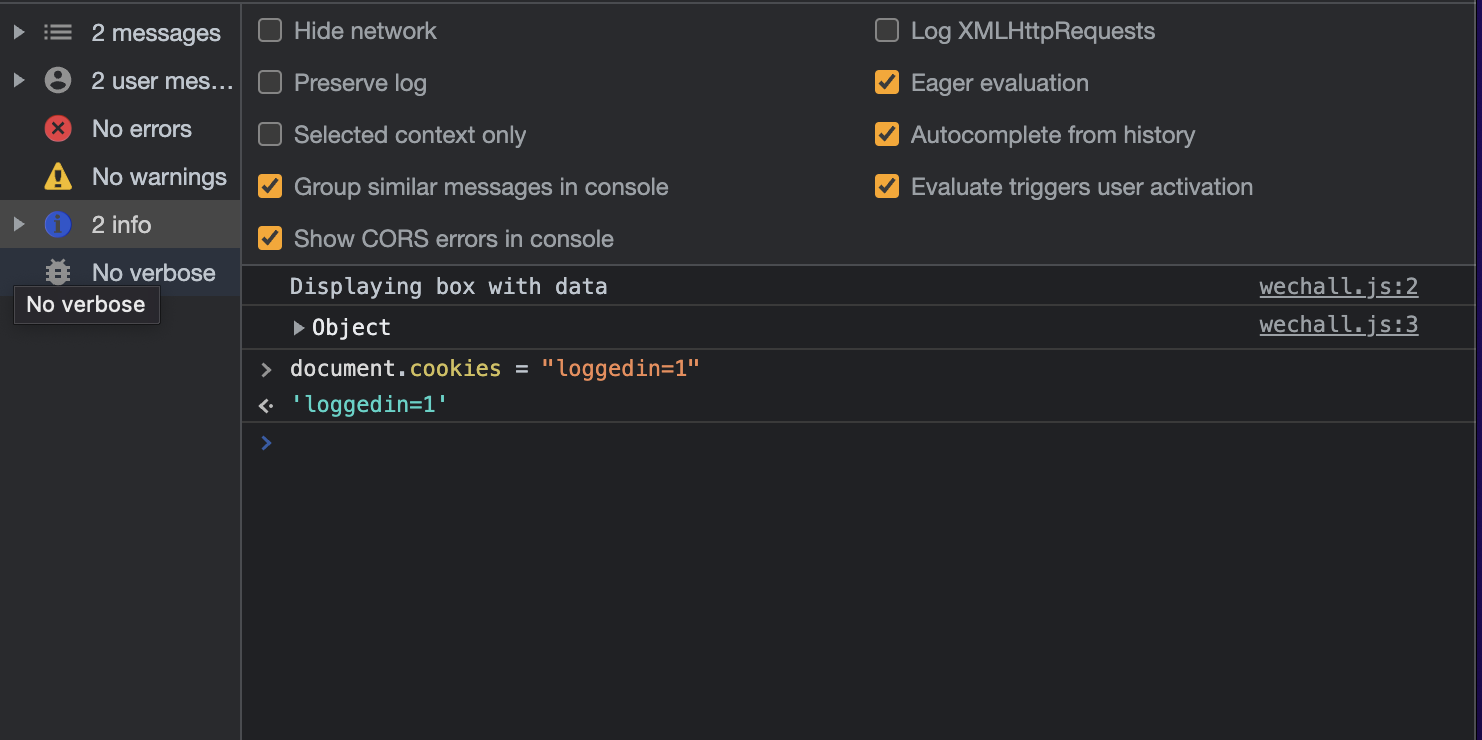 2 messages
2 user mes…
No errors
No warnings
2 info
No verbose
No verbose
Hide network
Log XMLHttpRequests
Preserve log
Eager evaluation
Selected context only
Autocomplete from history
Group similar messages in console
Evaluate triggers user activation
Show CORS errors in console
Displaying box with data wechall.js:2
Object wechall.js:3
document.cookies = "loggedin=1"
'loggedin=1'